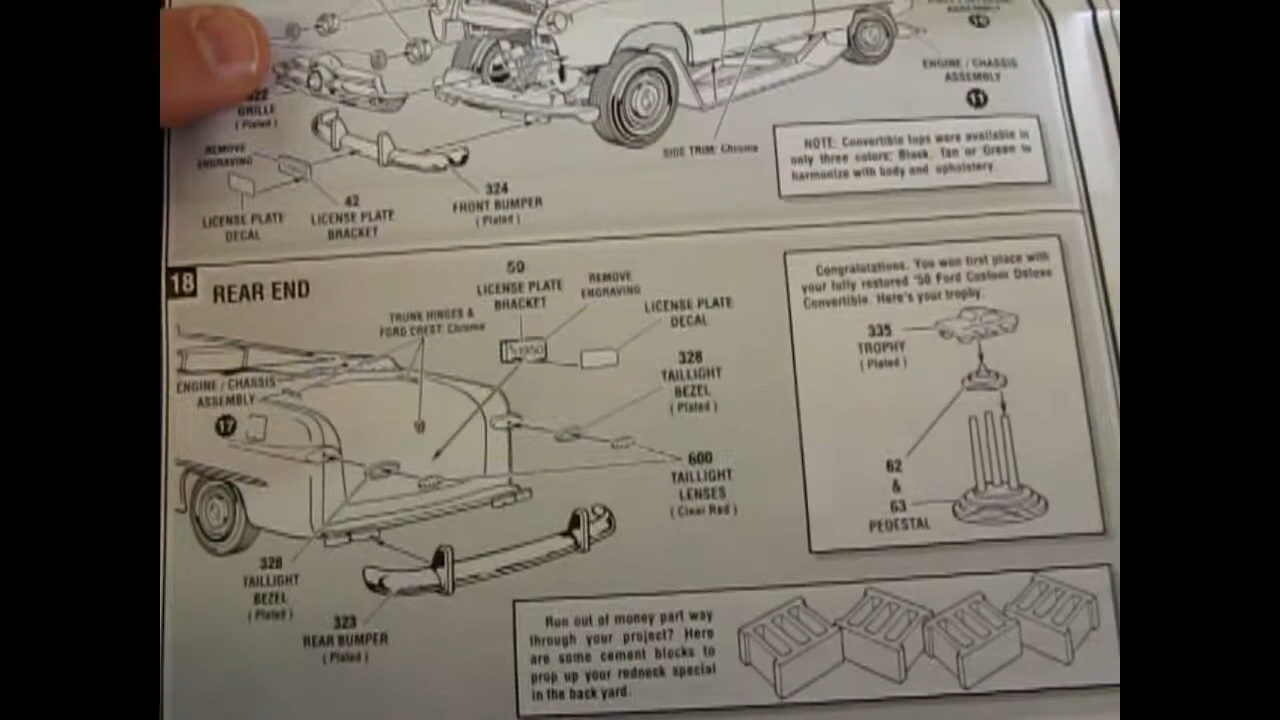 ENGINE / CHASSIS
ASSEMBLY
11
GRILLE
( Plated )
SIDE TRIM: Chrome
NOTE: Convertible tops were available in
only three colors: Black, Tan or Green to
harmonize with body and upholstery.
REMOVE
ENGRAVING
LICENSE PLATE
DECAL
42
LICENSE PLATE
BRACKET
324
FRONT BUMPER
( Plated )
18 REAR END
TRUNK HINGES &
FORD CREST: Chrome
59
LICENSE PLATE
BRACKET
REMOVE
ENGRAVING
1950
LICENSE PLATE
DECAL
328
TAILLIGHT
BEZEL
( Plated )
ENGINE / CHASSIS
ASSEMBLY
17
600
TAILLIGHT
LENSES
( Clear Red )
328
TAILLIGHT
BEZEL
( Plated )
323
REAR BUMPER
( Plated )
Congratulations. You won first place with
your fully restored '50 Ford Custom Deluxe
Convertible. Here's your trophy.
335
TROPHY
( Plated )
62
&
63
PEDESTAL
Run out of money part way
through your project? Here
are some cement blocks to
prop up your redneck special
in the back yard.